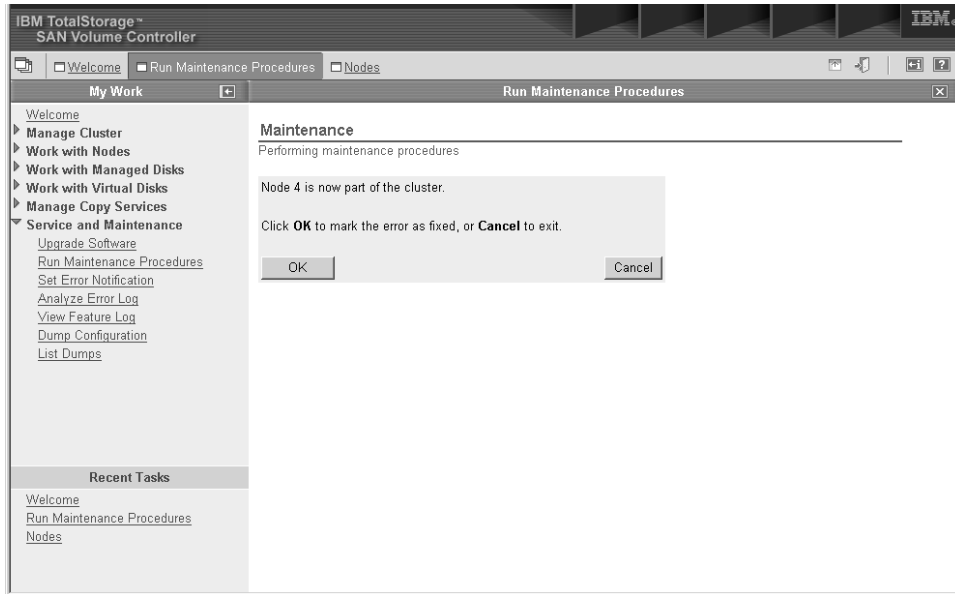 IBM TotalStorage™
SAN Volume Controller
IBM.
Welcome
Run Maintenance Procedures
Nodes
?
My Work
Run Maintenance Procedures
Welcome
Manage Cluster
Work with Nodes
Work with Managed Disks
Work with Virtual Disks
Manage Copy Services
Service and Maintenance
Upgrade Software
Run Maintenance Procedures
Set Error Notification
Analyze Error Log
View Feature Log
Dump Configuration
List Dumps
Maintenance
Performing maintenance procedures
Node 4 is now part of the cluster.
Click OK to mark the error as fixed, or Cancel to exit.
OK
Cancel
Recent Tasks
Welcome
Run Maintenance Procedures
Nodes